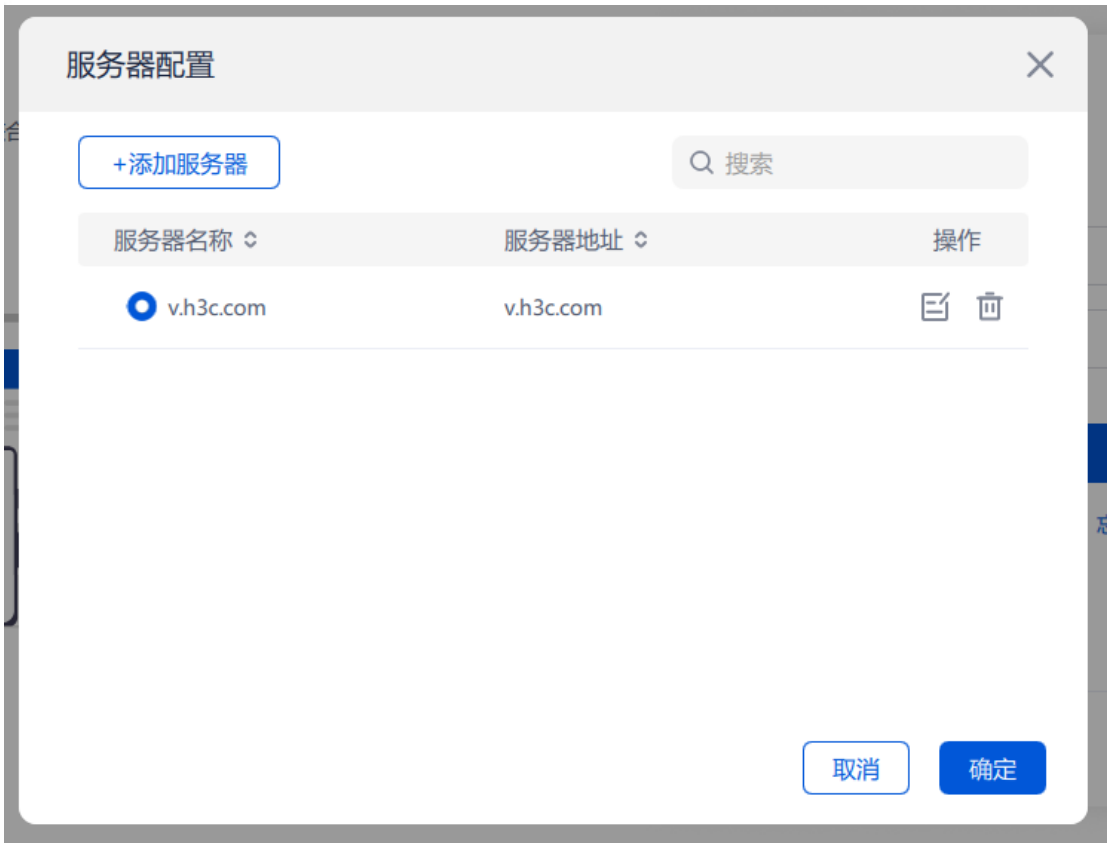 服务器配置
+添加服务器
搜索
服务器名称 服务器地址 操作
v.h3c.com v.h3c.com
取消 确定